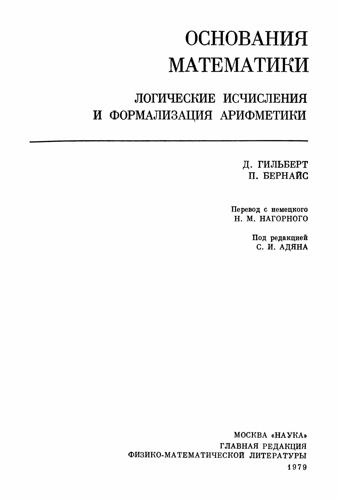 ОСНОВАНИЯ
МАТЕМАТИКИ
ЛОГИЧЕСКИЕ ИСЧИСЛЕНИЯ
И ФОРМАЛИЗАЦИЯ АРИФМЕТИКИ
Д. ГИЛЬБЕРТ
П. БЕРНАЙС
Перевод с немецкого
Н. М. НАГОРНОГО
Под редакцией
С. И. АДЯНА
МОСКВА «НАУКА»
ГЛАВНАЯ РЕДАКЦИЯ
ФИЗИКО-МАТЕМАТИЧЕСКОЙ ЛИТЕРАТУРЫ
1979